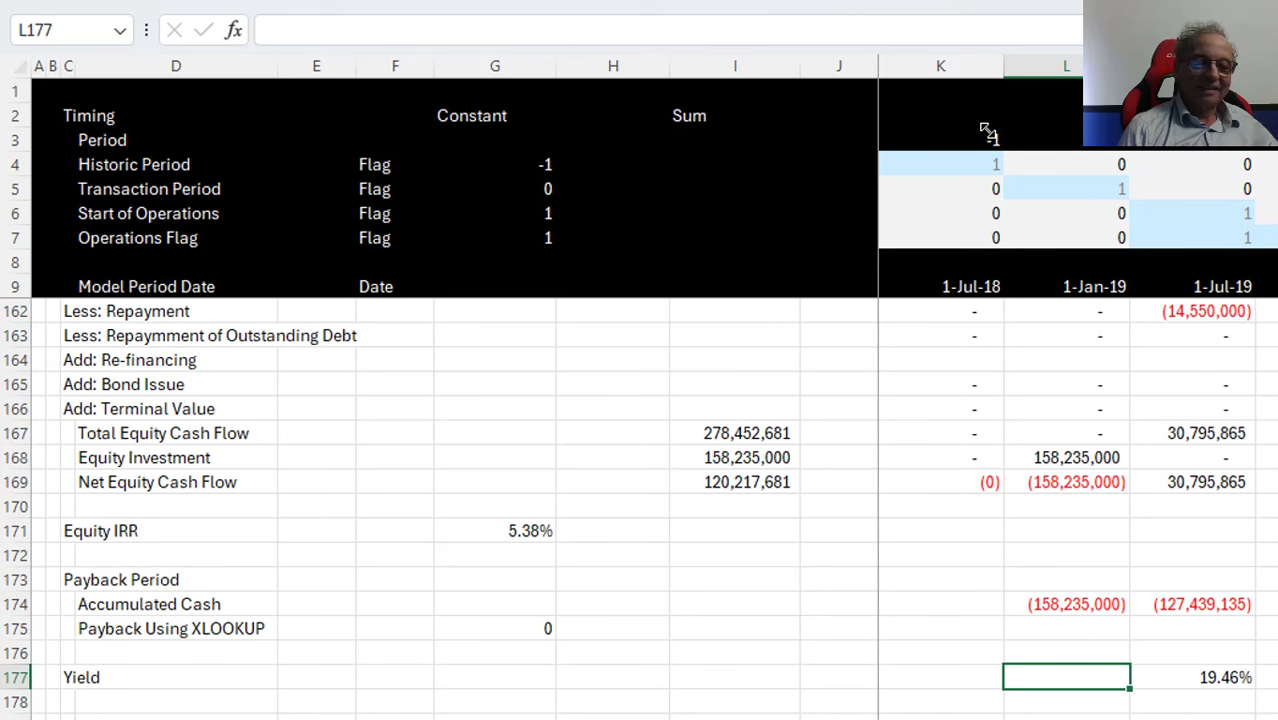 L177 fx
A B C D E F G H I J K L
1
2 Timing Constant Sum
3 Period -1
4 Historic Period Flag -1 1 0 0
5 Transaction Period Flag 0 0 1 0
6 Start of Operations Flag 1 0 0 1
7 Operations Flag Flag 1 0 0 1
8
9 Model Period Date Date 1-Jul-18 1-Jan-19 1-Jul-19
162 Less: Repayment - - (14,550,000)
163 Less: Repaymment of Outstanding Debt - - -
164 Add: Re-financing
165 Add: Bond Issue - - -
166 Add: Terminal Value - - -
167 Total Equity Cash Flow 278,452,681 - - 30,795,865
168 Equity Investment 158,235,000 - 158,235,000 -
169 Net Equity Cash Flow 120,217,681 (0) (158,235,000) 30,795,865
170
171 Equity IRR 5.38%
172
173 Payback Period
174 Accumulated Cash (158,235,000) (127,439,135)
175 Payback Using XLOOKUP 0
176
177 Yield 19.46%
178